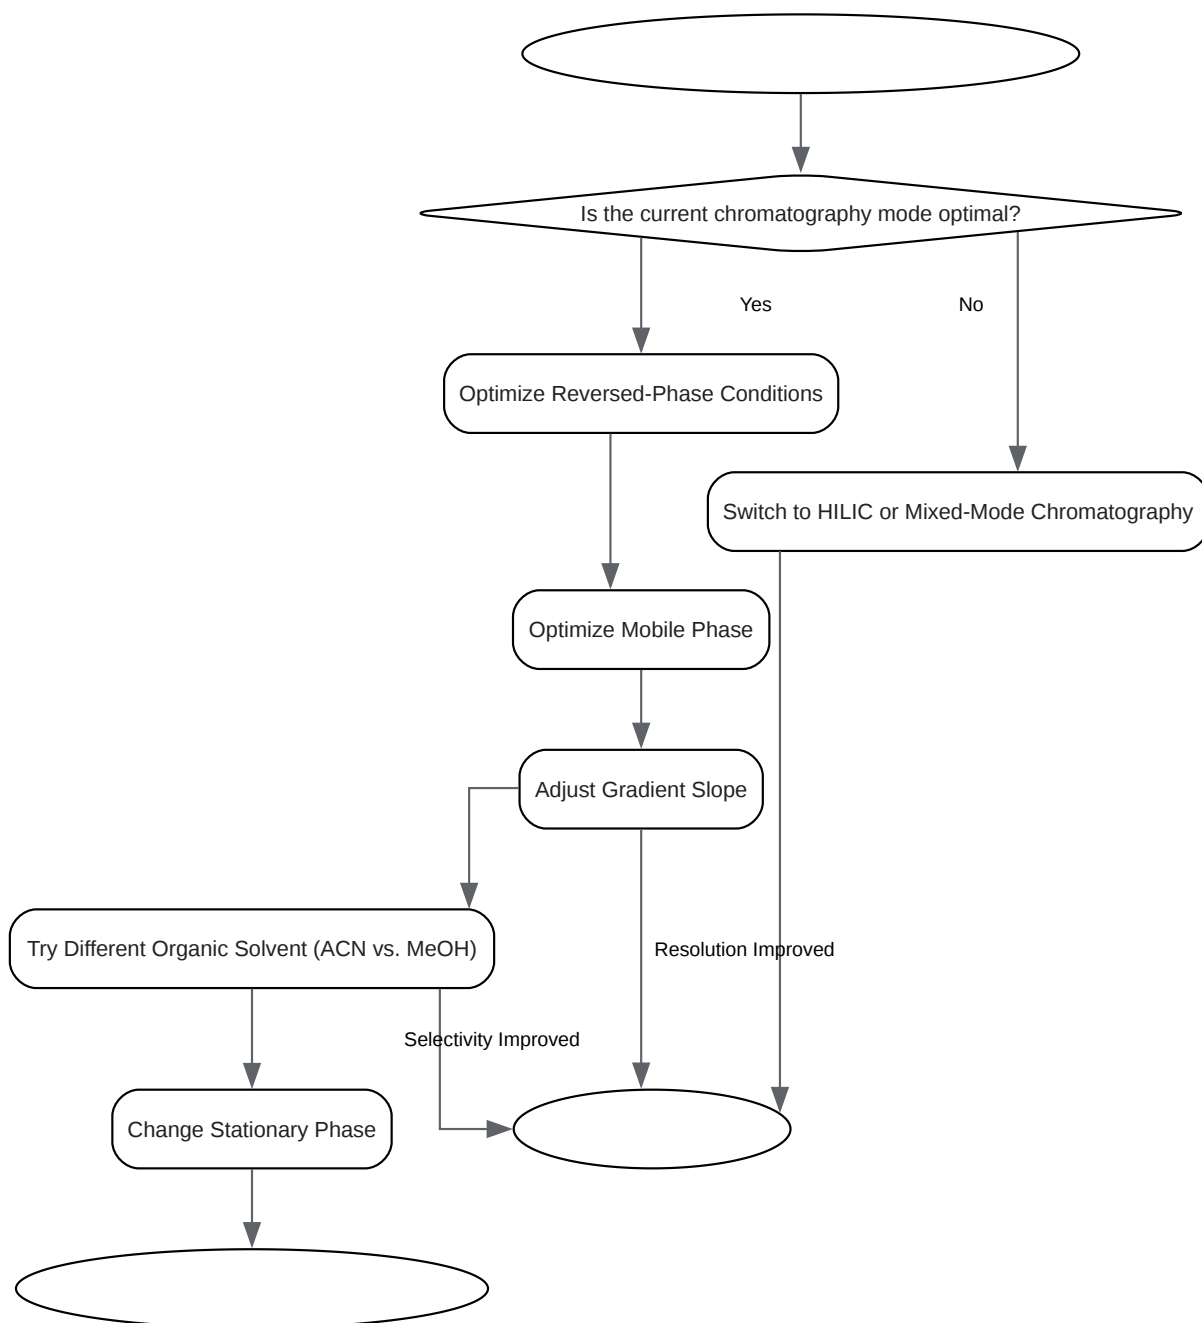 Is the current chromatography mode optimal?
Yes
No
Optimize Reversed-Phase Conditions
Switch to HILIC or Mixed-Mode Chromatography
Optimize Mobile Phase
Adjust Gradient Slope
Try Different Organic Solvent (ACN vs. MeOH)
Resolution Improved
Selectivity Improved
Change Stationary Phase